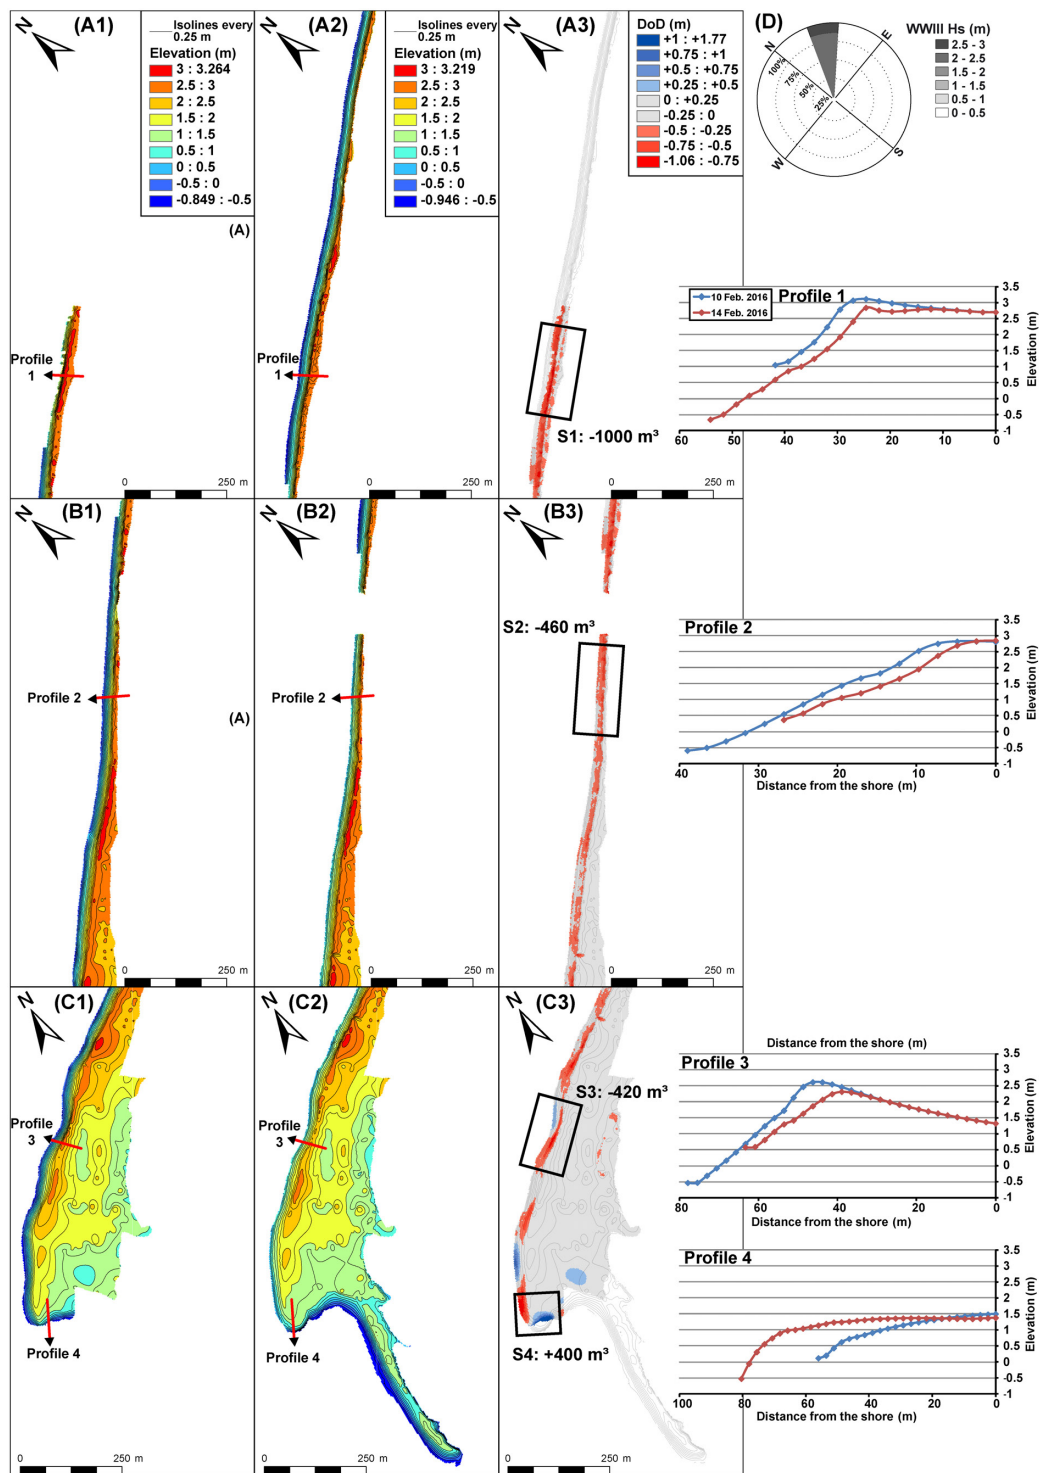 (A1)
N
Isolines every
0.25 m
Elevation (m)
3 : 3.264
2.5 : 3
2 : 2.5
1.5 : 2
1 : 1.5
0.5 : 1
0 : 0.5
-0.5 : 0
-0.849 : -0.5
(A)
Profile
1
0 250 m
(A2)
N
Isolines every
0.25 m
Elevation (m)
3 : 3.219
2.5 : 3
2 : 2.5
1.5 : 2
1 : 1.5
0.5 : 1
0 : 0.5
-0.5 : 0
-0.946 : -0.5
Profile
1
0 250 m
(A3)
N
DoD (m)
+1 : +1.77
+0.75 : +1
+0.5 : +0.75
+0.25 : +0.5
0 : +0.25
-0.25 : 0
-0.5 : -0.25
-0.75 : -0.5
-1.06 : -0.75
S1: -1000 m³
0 250 m
(D)
N
E
S
W
100%
75%
50%
25%
WWIII Hs (m)
2.5 - 3
2 - 2.5
1.5 - 2
1 - 1.5
0.5 - 1
0 - 0.5
Profile 1
10 Feb. 2016
14 Feb. 2016
3.5
3
2.5
2
1.5
1
0.5
0
-0.5
-1
Elevation (m)
60 50 40 30 20 10 0
(B1)
N
Profile 2
(A)
0 250 m
(B2)
N
Profile 2
0 250 m
(B3)
N
S2: -460 m³
0 250 m
Profile 2
3.5
3
2.5
2
1.5
1
0.5
0
-0.5
-1
Elevation (m)
40 30 20 10 0
Distance from the shore (m)
(C1)
N
Profile
3
Profile 4
0 250 m
(C2)
N
Profile
3
Profile 4
0 250 m
(C3)
N
S3: -420 m³
S4: +400 m³
0 250 m
Distance from the shore (m)
Profile 3
3.5
3
2.5
2
1.5
1
0.5
0
-0.5
-1
Elevation (m)
80 60 40 20 0
Distance from the shore (m)
Profile 4
3.5
3
2.5
2
1.5
1
0.5
0
-0.5
-1
Elevation (m)
100 80 60 40 20 0
Distance from the shore (m)